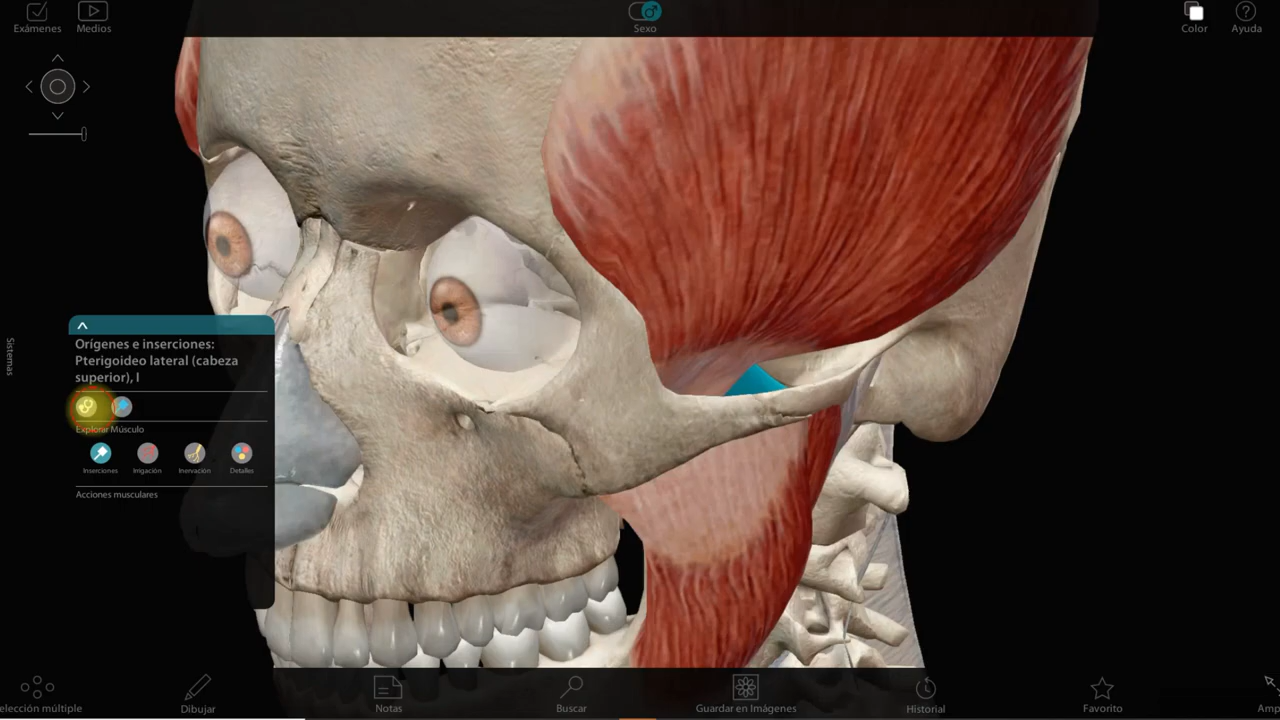 Exámenes
Medios
Sexo
Color
Ayuda
Sistemas
Orígenes e inserciones:
Pterigoideo lateral (cabeza
superior), I
Explorar Músculo
Inserciones
Irrigación
Inervación
Detalles
Acciones musculares
elección múltiple
Dibujar
Notas
Buscar
Guardar en Imágenes
Historial
Favorito
Amp